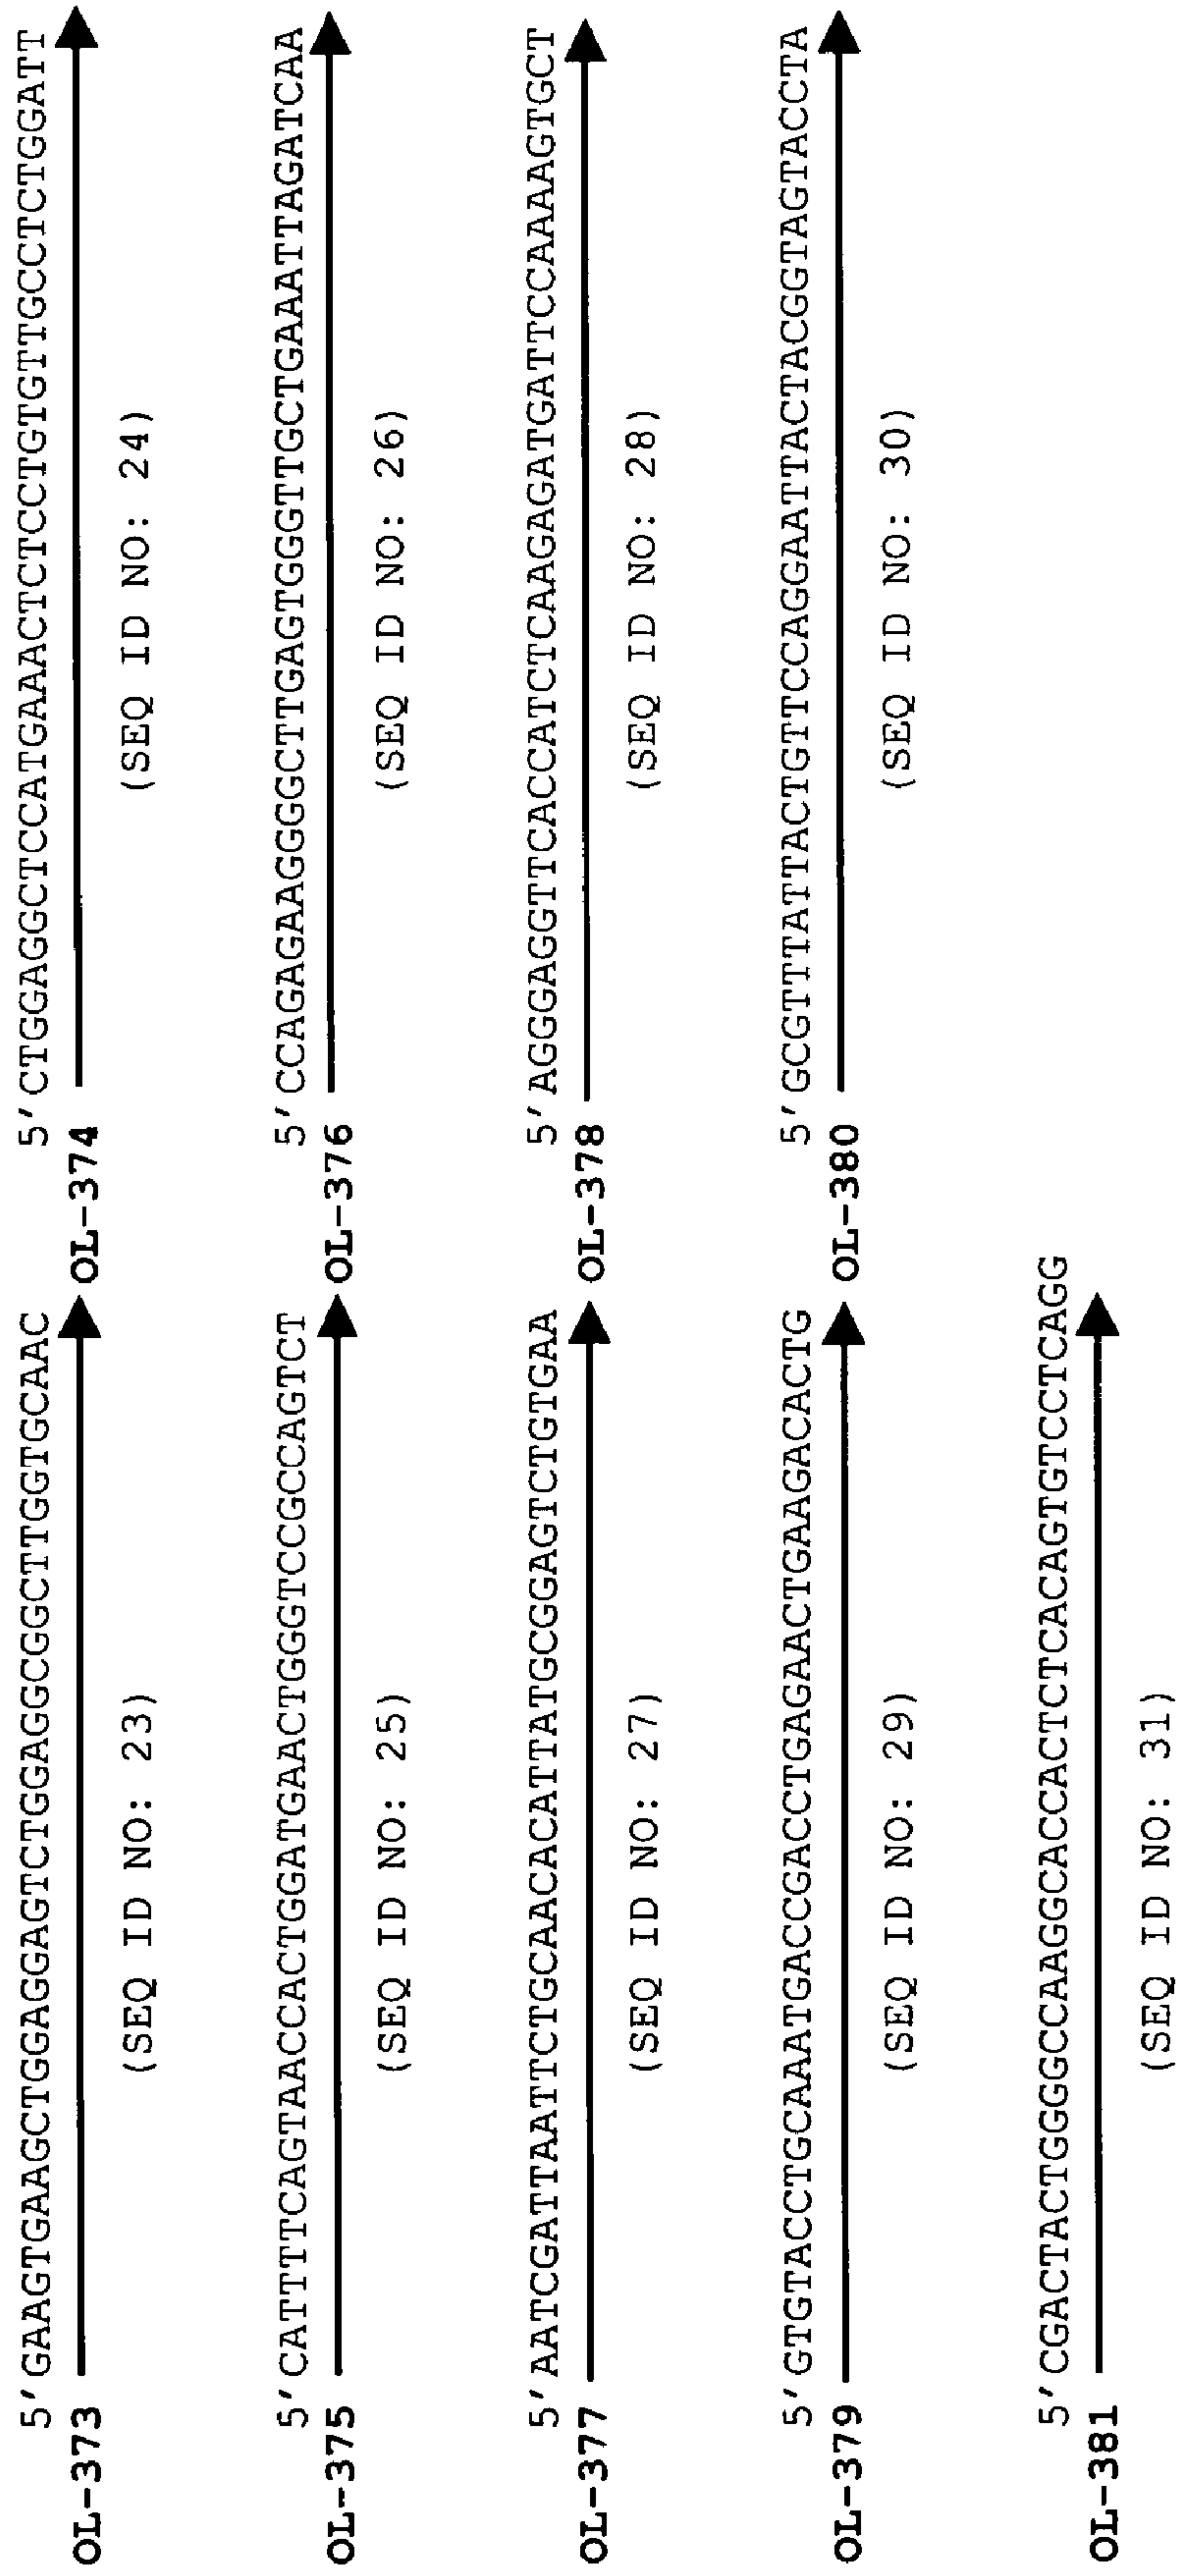 5'GAAGTGAAGCTGGAGGAGTCTGGAGGCGGCTTGGTGCAAC 5'CTGGAGGCTCCATGAACTCTCCTGTGTTGCCTCTGGATT
OL-373 OL-374
(SEQ ID NO: 23) (SEQ ID NO: 24)
5'CATTTTCAGTAACCACTGGATGAACTGGGTCCGCCAGTCT 5'CCAGAGAAGGGCTTGAGTGGGTTGCTGAAATTAGATCAA
OL-375 OL-376
(SEQ ID NO: 25) (SEQ ID NO: 26)
5'AATCGATTAATTCTGCAACACATTATGCGGAGTCTGTGAA 5'AGGGAGGTTCACCATCTCAAGAGATGATTCCAAAAGTGCT
OL-377 OL-378
(SEQ ID NO: 27) (SEQ ID NO: 28)
5'GTGTACCTGCAAATGACCGACCTGAGAACTGAAGACACTG 5'GCGTTTATTACTGTTCCAGGAATTACTACGGTAGTACCTA
OL-379 OL-380
(SEQ ID NO: 29) (SEQ ID NO: 30)
5'CGACTACTGGGGCCAAGGCACCACTCTCACAGTGTCCTCAGG
OL-381
(SEQ ID NO: 31)